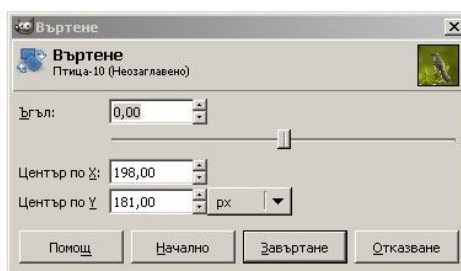 Въртене
Въртене
Птица-10 (Неозаглавено)
Ъгъл: 0,00
Център по X: 198,00
Център по Y 181,00 px
Помощ Начално Завъртане Отказване